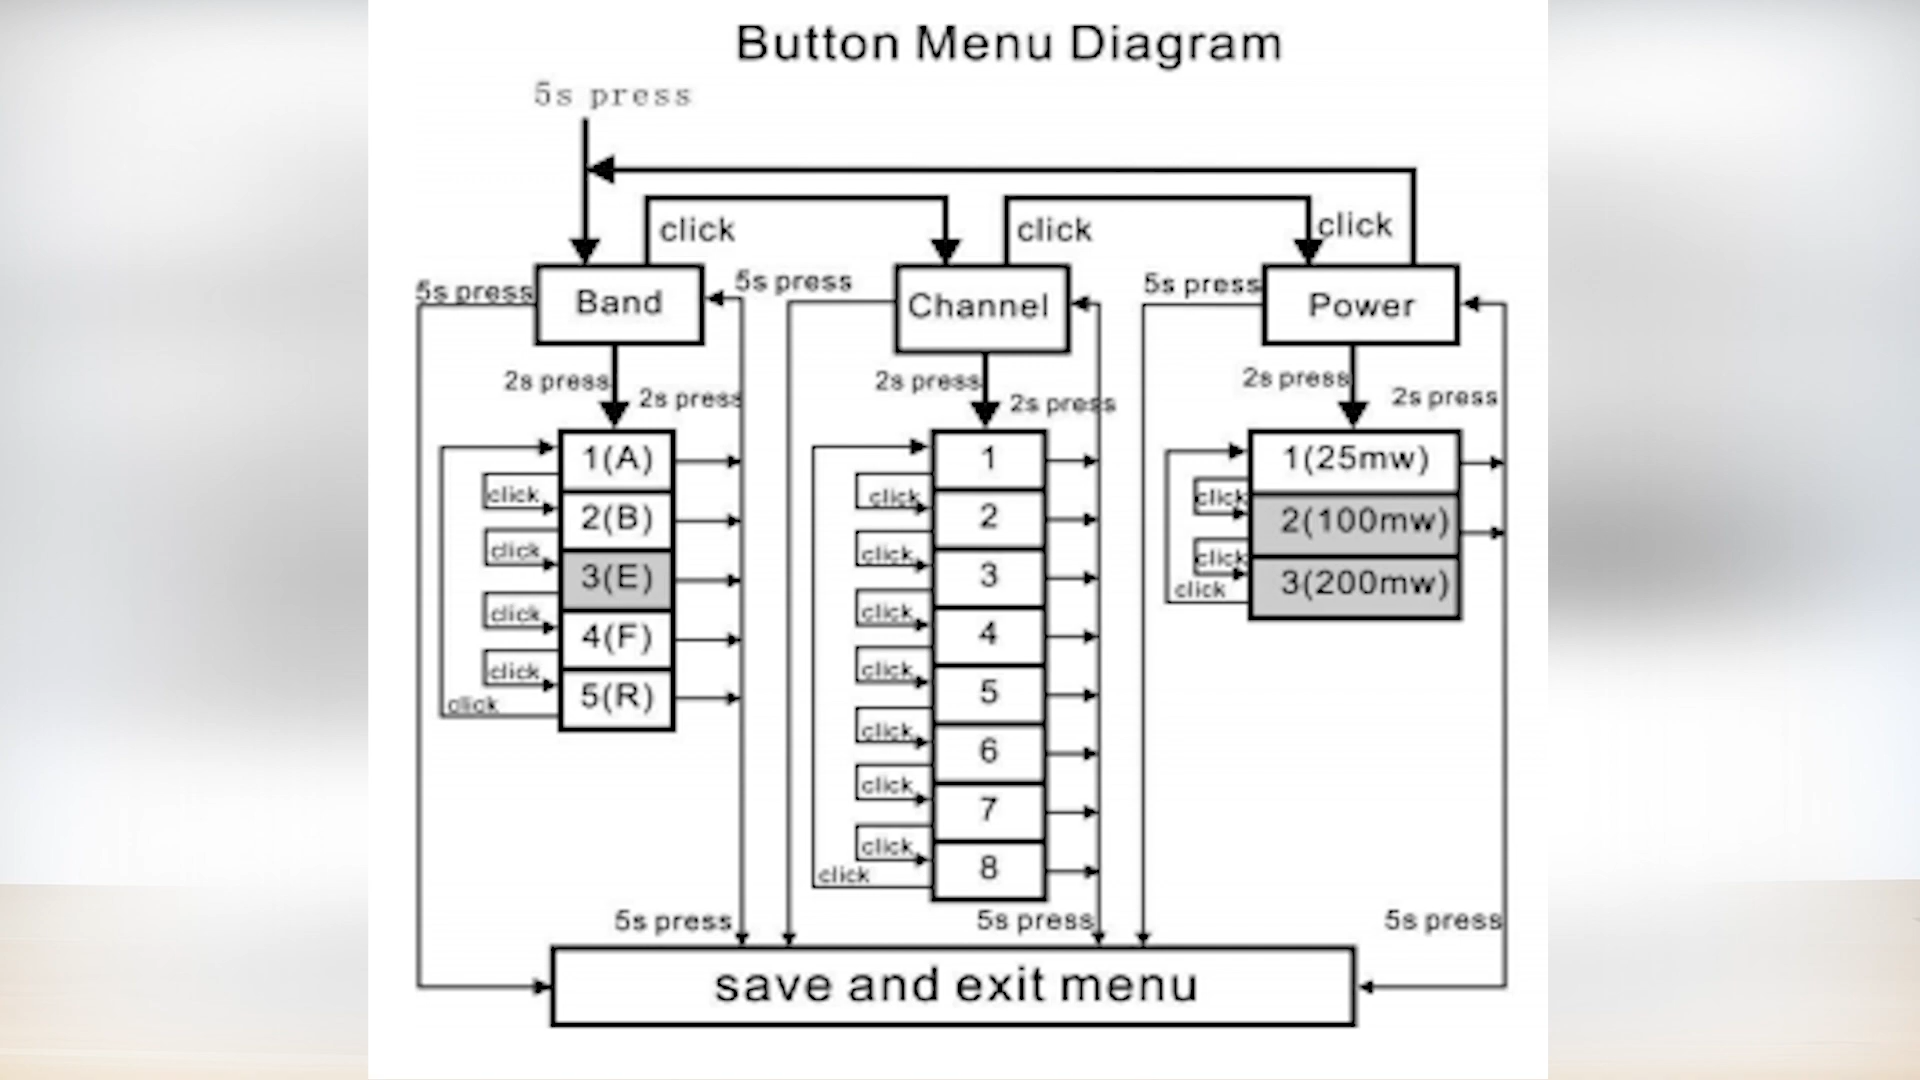 Button Menu Diagram
5s press
click
click
click
5s press
Band
5s press
Channel
5s press
Power
2s press
2s press
2s press
2s press
2s press
2s press
1(A)
click
2(B)
click
3(E)
click
4(F)
click
5(R)
click
1
click
2
click
3
click
4
click
5
click
6
click
7
click
8
click
1(25mw)
click
2(100mw)
click
3(200mw)
click
5s press
5s press
5s press
save and exit menu